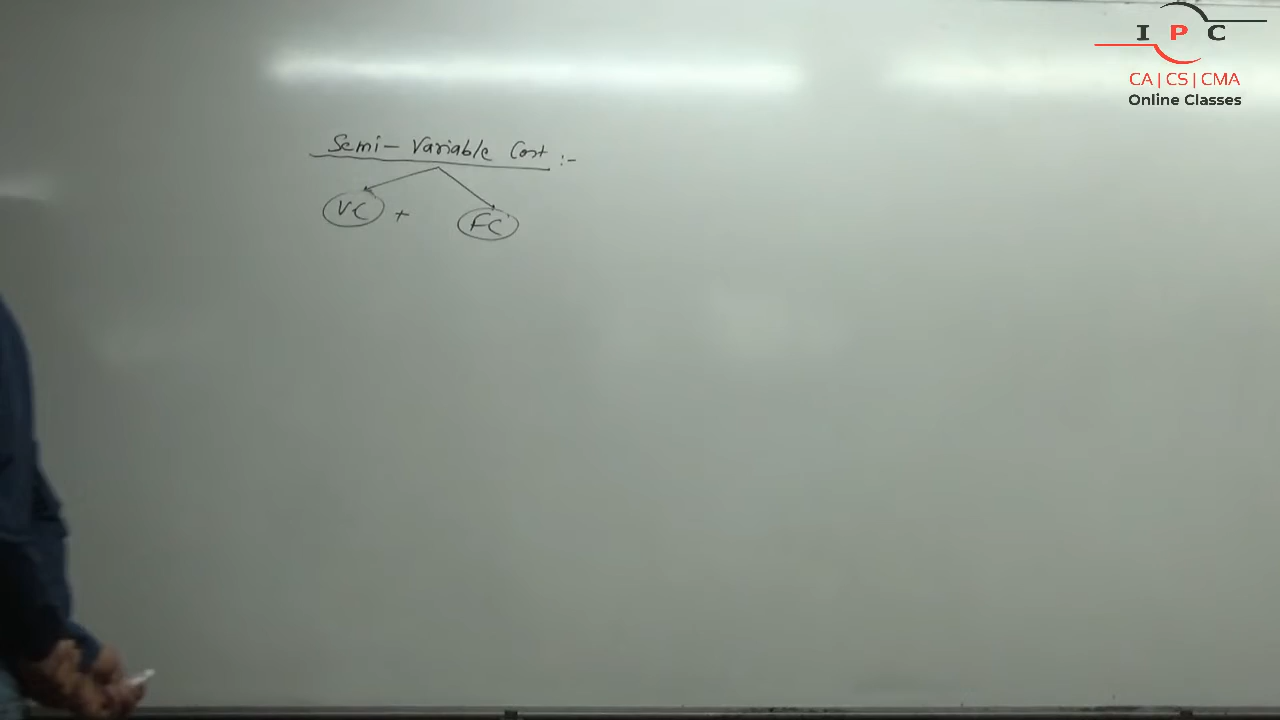 I P C
CA | CS | CMA
Online Classes
Semi-Variable Cost :-
VC + FC